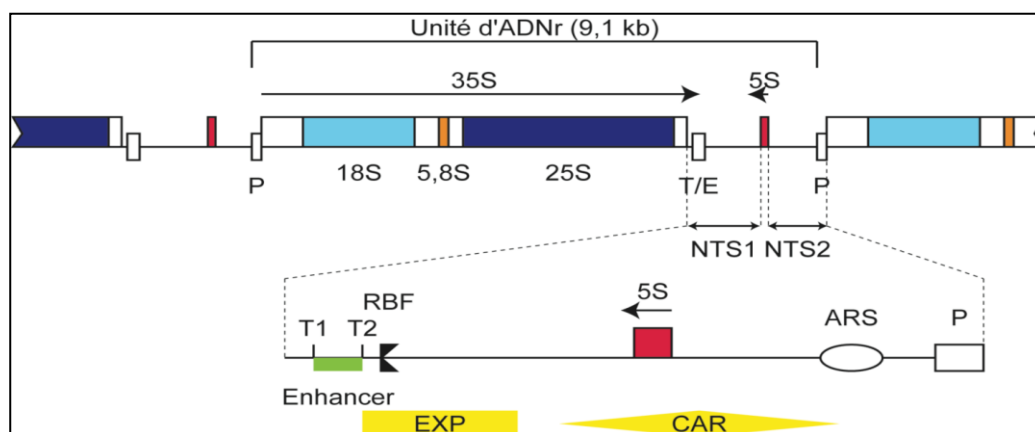 Unité d'ADNr (9,1 kb)
35S 5S
P 18S 5,8S 25S T/E P
NTS1 NTS2
RBF 5S ARS P
T1 T2
Enhancer
EXP CAR